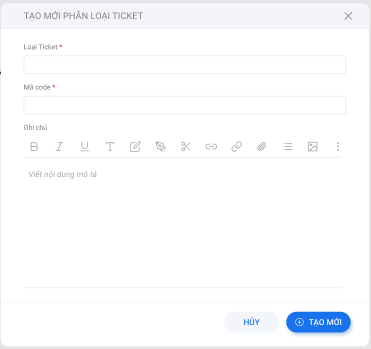 TẠO MỚI PHÂN LOẠI TICKET
Loại Ticket *
Mã code *
Ghi chú
Viết nội dung mô tả
HỦY
TẠO MỚI